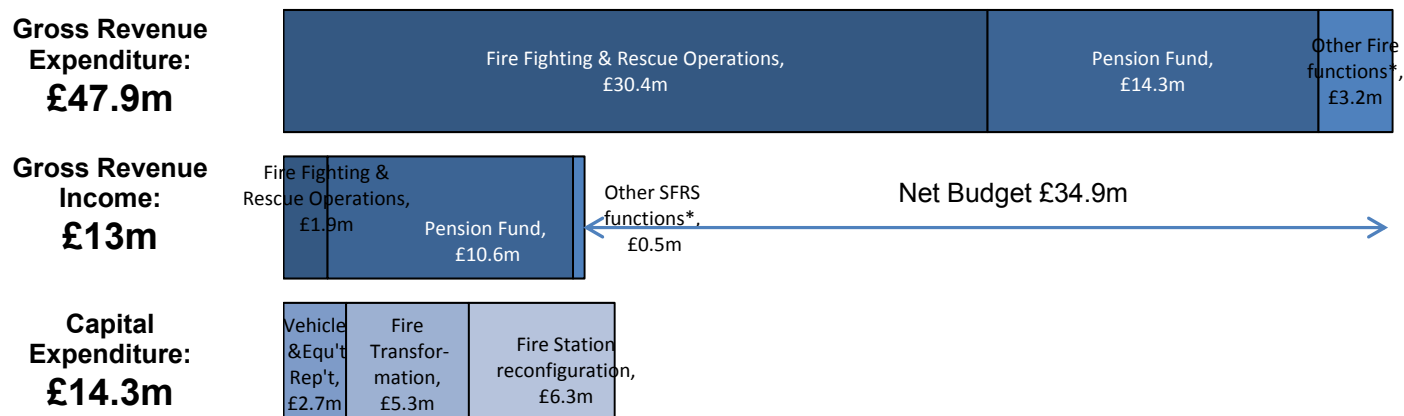 Gross Revenue
Expenditure:
£47.9m
Fire Fighting & Rescue Operations,
£30.4m
Pension Fund,
£14.3m
Other Fire
functions*,
£3.2m
Gross Revenue
Income:
£13m
Fire Fighting &
Rescue Operations,
£1.9m
Pension Fund,
£10.6m
Other SFRS
functions*,
£0.5m
Net Budget £34.9m
Capital
Expenditure:
£14.3m
Vehicle
&Equ't
Rep't,
£2.7m
Fire
Transfor-
mation,
£5.3m
Fire Station
reconfiguration,
£6.3m